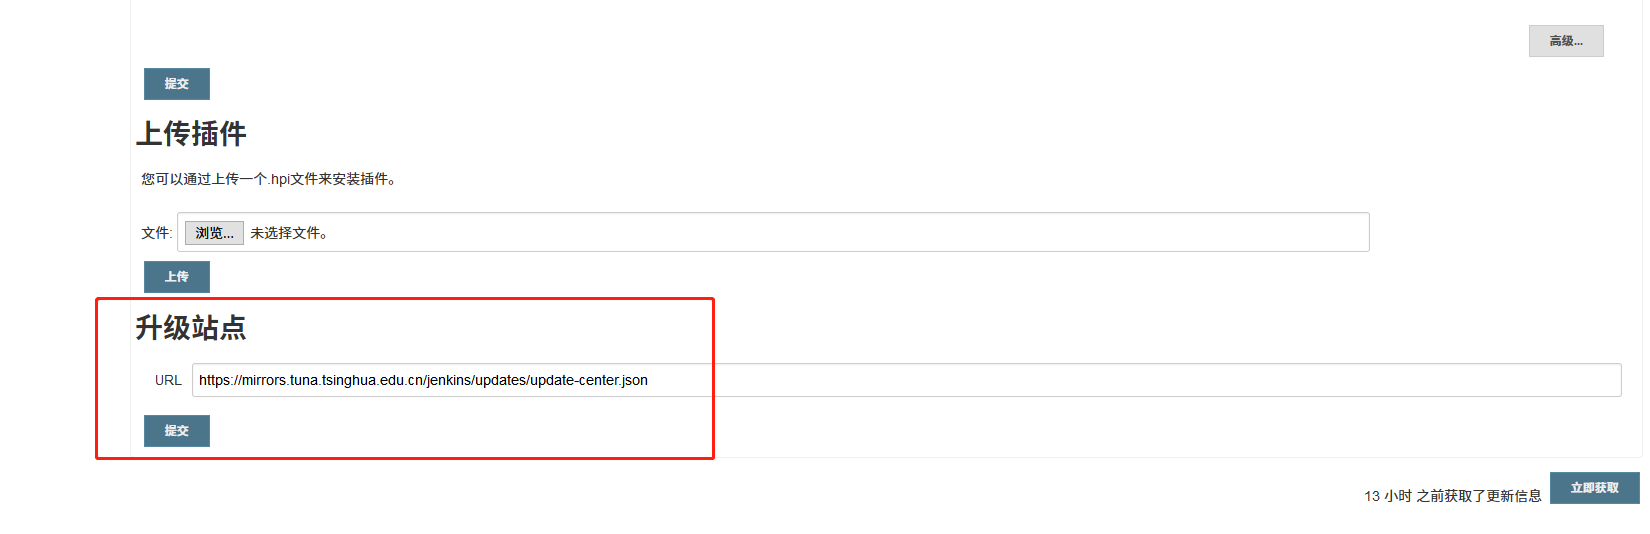 高级...
提交
上传插件
您可以通过上传一个.hpi文件来安装插件。
文件: 浏览... 未选择文件。
上传
升级站点
URL https://mirrors.tuna.tsinghua.edu.cn/jenkins/updates/update-center.json
提交
13 小时 之前获取了更新信息 立即获取